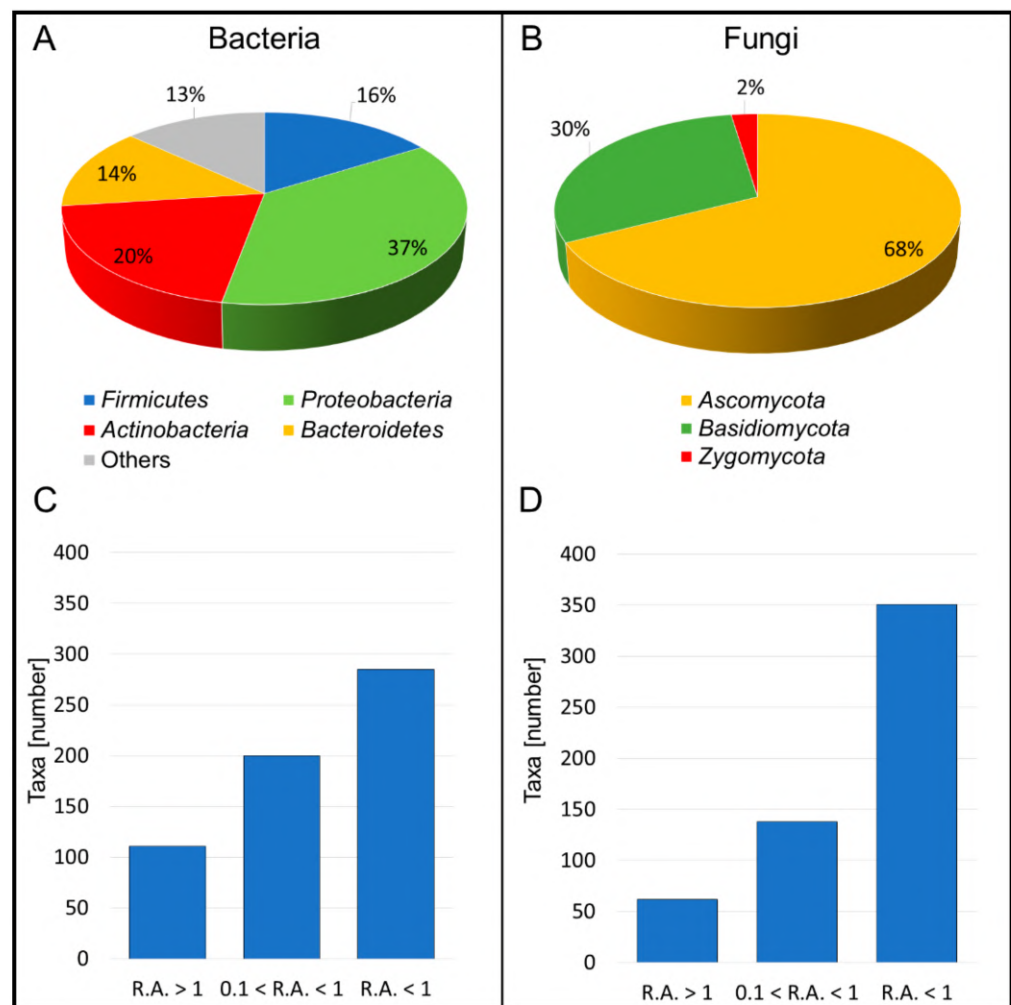 A Bacteria
13% 16%
14%
20% 37%
Firmicutes Proteobacteria
Actinobacteria Bacteroidetes
Others
B Fungi
2%
30%
68%
Ascomycota
Basidiomycota
Zygomycota
C
Taxa [number]
400
350
300
250
200
150
100
50
0
R.A. > 1 0.1 < R.A. < 1 R.A. < 1
D
Taxa [number]
400
350
300
250
200
150
100
50
0
R.A. > 1 0.1 < R.A. < 1 R.A. < 1